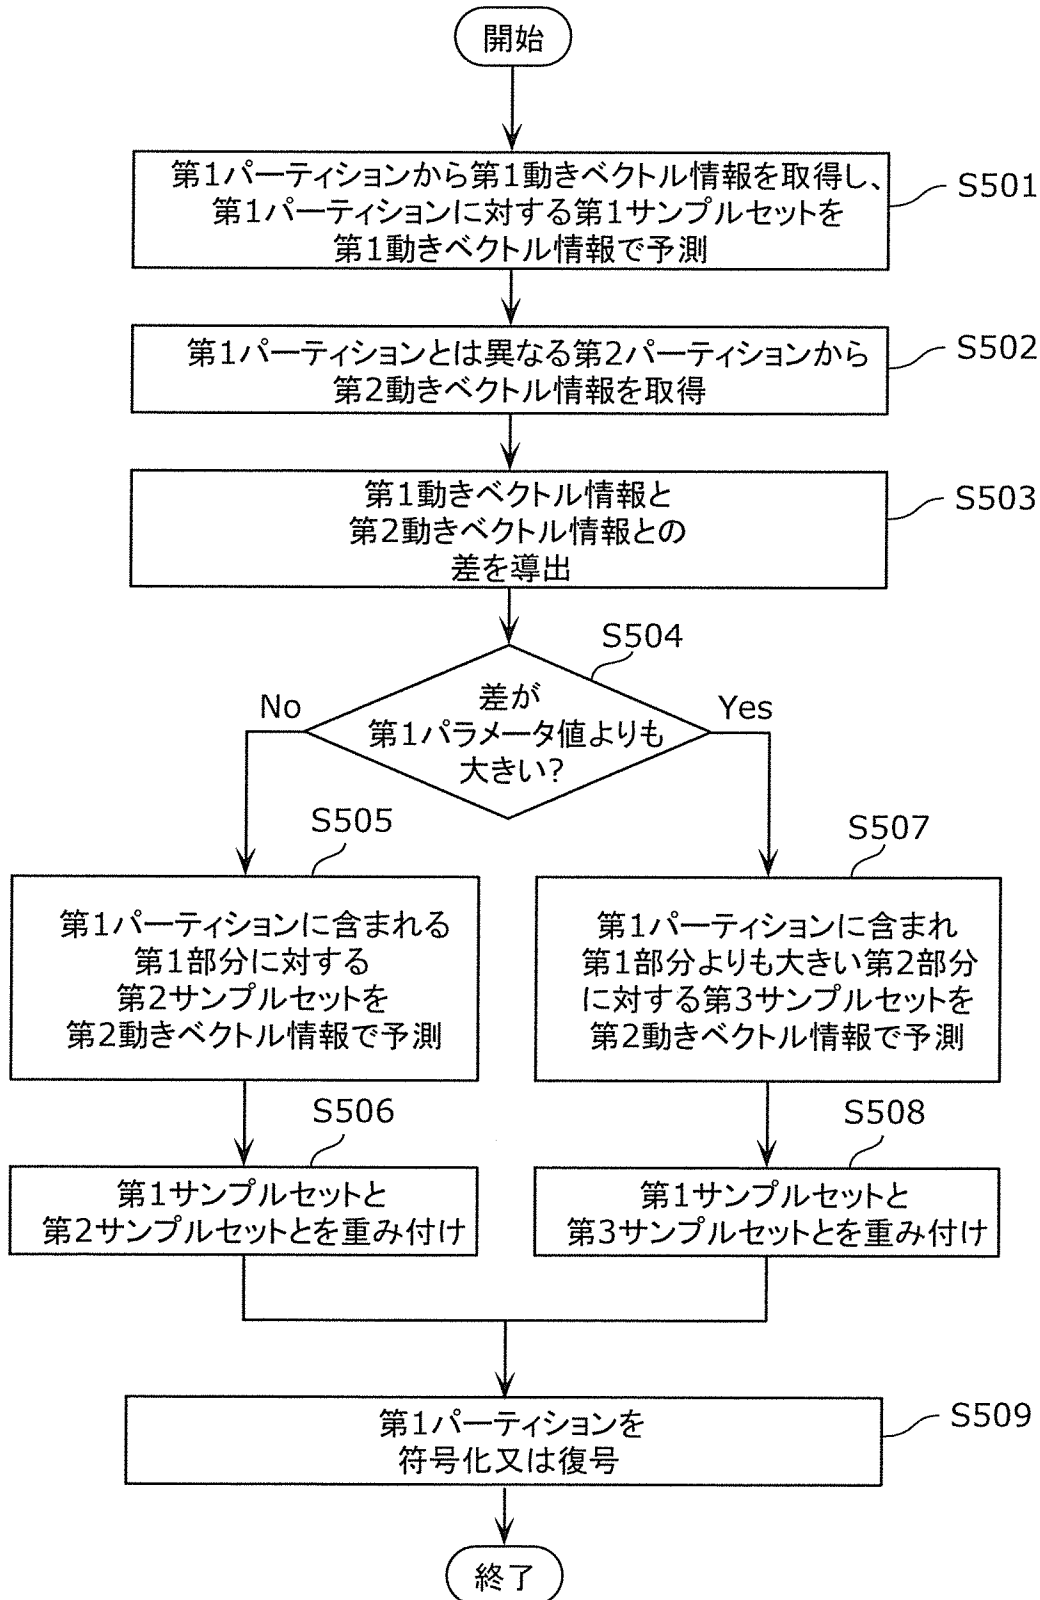 開始
第1パーティションから第1動きベクトル情報を取得し、
第1パーティションに対する第1サンプルセットを
第1動きベクトル情報で予測
S501
第1パーティションとは異なる第2パーティションから
第2動きベクトル情報を取得
S502
第1動きベクトル情報と
第2動きベクトル情報との
差を導出
S503
S504
差が
第1パラメータ値よりも
大きい?
No
Yes
S505
第1パーティションに含まれる
第1部分に対する
第2サンプルセットを
第2動きベクトル情報で予測
S507
第1パーティションに含まれ
第1部分よりも大きい第2部分
に対する第3サンプルセットを
第2動きベクトル情報で予測
S506
第1サンプルセットと
第2サンプルセットとを重み付け
S508
第1サンプルセットと
第3サンプルセットとを重み付け
第1パーティションを
符号化又は復号
S509
終了